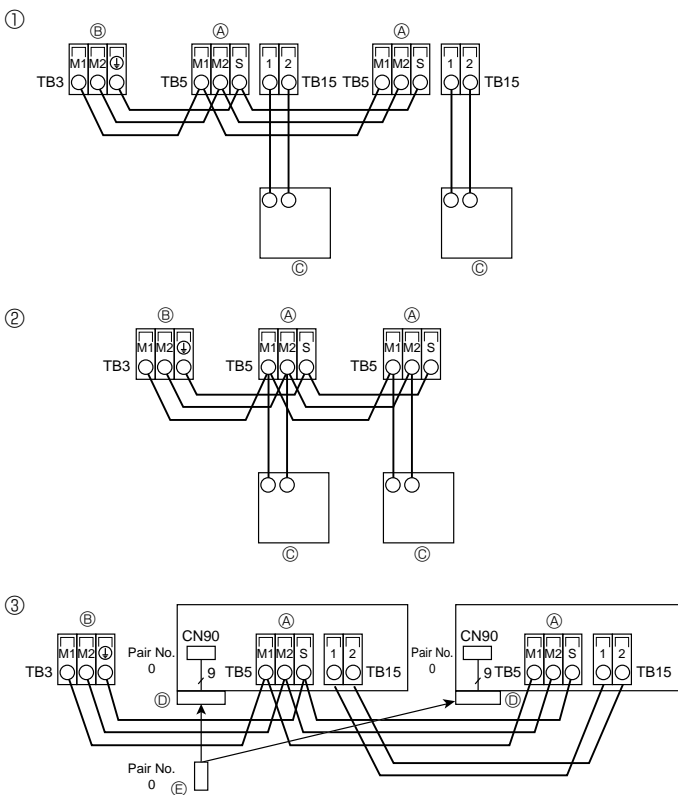 ①
Ⓑ Ⓐ Ⓐ
M1 M2 ⏚ M1 M2 S 1 2 M1 M2 S 1 2
TB3 TB5 TB15 TB5 TB15
Ⓒ Ⓒ
②
Ⓑ Ⓐ Ⓐ
M1 M2 ⏚ M1 M2 S M1 M2 S
TB3 TB5 TB5
Ⓒ Ⓒ
③
Ⓑ Ⓐ Ⓐ
CN90 CN90
M1 M2 ⏚ Pair No. M1 M2 S 1 2 Pair No. M1 M2 S 1 2
TB3 0 9 TB5 TB15 0 9 TB5 TB15
Ⓓ Ⓓ
Pair No.
0 Ⓔ